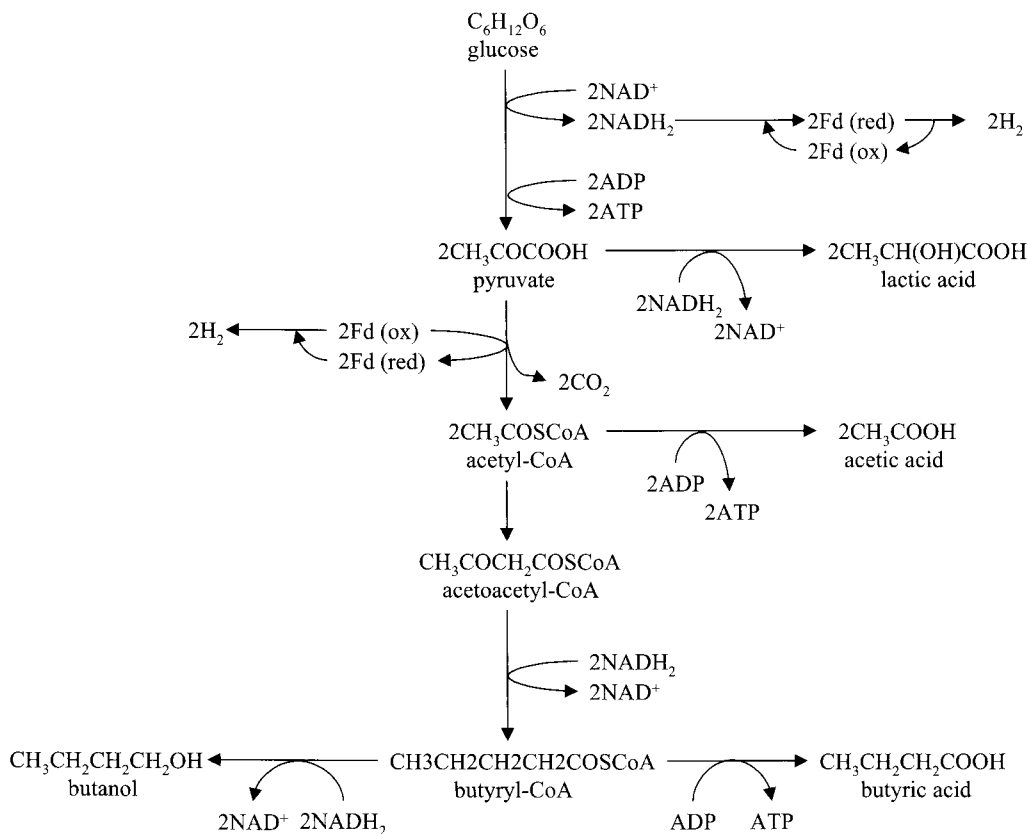 C₆H₁₂O₆
glucose
2NAD⁺
2NADH₂ 2Fd (red) 2H₂
2Fd (ox)
2ADP
2ATP
2CH₃COCOOH 2CH₃CH(OH)COOH
pyruvate lactic acid
2NADH₂
2NAD⁺
2H₂ 2Fd (ox)
2Fd (red)
2CO₂
2CH₃COSCoA 2CH₃COOH
acetyl-CoA acetic acid
2ADP
2ATP
CH₃COCH₂COSCoA
acetoacetyl-CoA
2NADH₂
2NAD⁺
CH₃CH₂CH₂CH₂OH CH3CH2CH2CH2COSCoA CH₃CH₂CH₂COOH
butanol butyryl-CoA butyric acid
2NAD⁺ 2NADH₂ ADP ATP